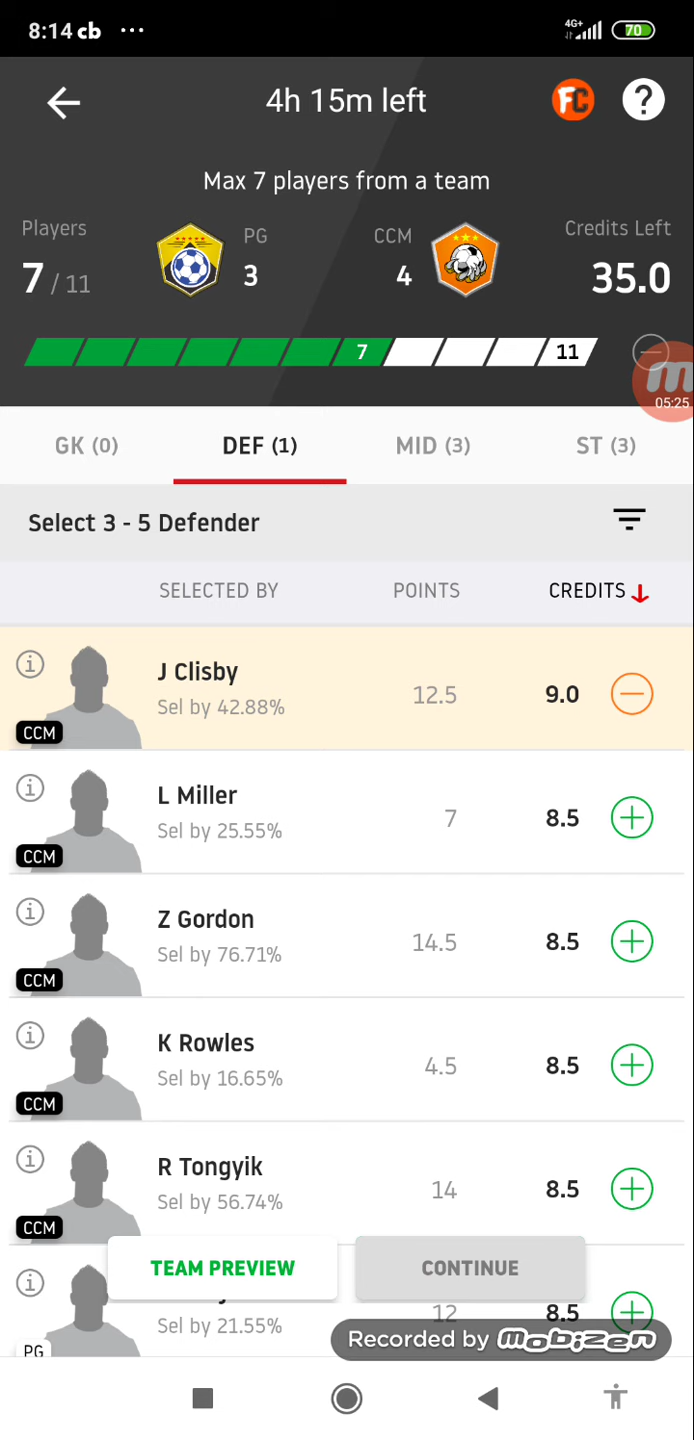 8:14 cb ...
4G+ 70
4h 15m left
FC ?
Max 7 players from a team
Players PG CCM Credits Left
7 / 11 3 4 35.0
7 11
m
05:25
GK (0) DEF (1) MID (3) ST (3)
Select 3 - 5 Defender
SELECTED BY POINTS CREDITS
J Clisby
Sel by 42.88% 12.5 9.0
CCM
L Miller
Sel by 25.55% 7 8.5
CCM
Z Gordon
Sel by 76.71% 14.5 8.5
CCM
K Rowles
Sel by 16.65% 4.5 8.5
CCM
R Tongyik
Sel by 56.74% 14 8.5
CCM
TEAM PREVIEW CONTINUE
Sel by 21.55% 12 8.5
PG
Recorded by mobizen